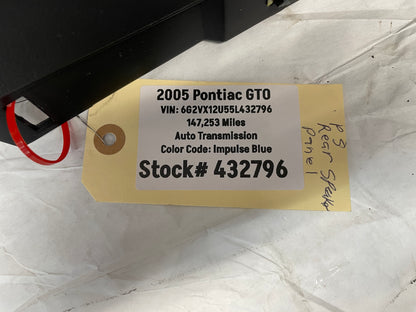 2005 Pontiac GTO
VIN: 6G2VX12U55L432796
147,253 Miles
Auto Transmission
Color Code: Impulse Blue
Stock# 432796
PS
Rear Speaker
Panel